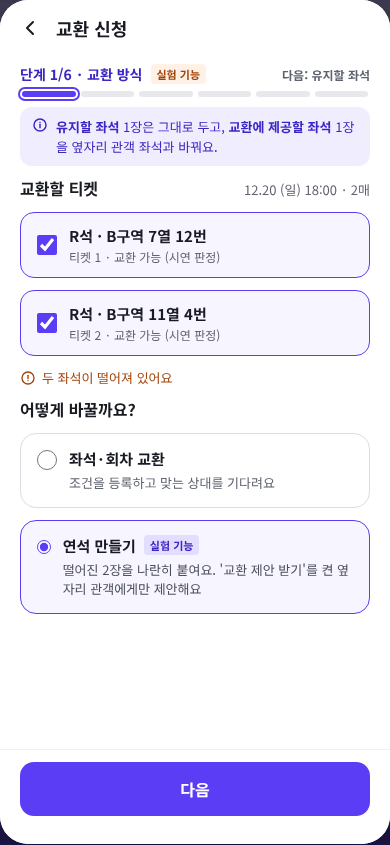 교환 신청
단계 1/6 · 교환 방식 실험 기능 다음: 유지할 좌석
유지할 좌석 1장은 그대로 두고, 교환에 제공할 좌석 1장
을 옆자리 관객 좌석과 바꿔요.
교환할 티켓 12.20 (일) 18:00 · 2매
R석 · B구역 7열 12번
티켓 1 · 교환 가능 (시연 판정)
R석 · B구역 11열 4번
티켓 2 · 교환 가능 (시연 판정)
두 좌석이 떨어져 있어요
어떻게 바꿀까요?
좌석·회차 교환
조건을 등록하고 맞는 상대를 기다려요
연석 만들기 실험 기능
떨어진 2장을 나란히 붙여요. '교환 제안 받기'를 켠 옆
자리 관객에게만 제안해요
다음